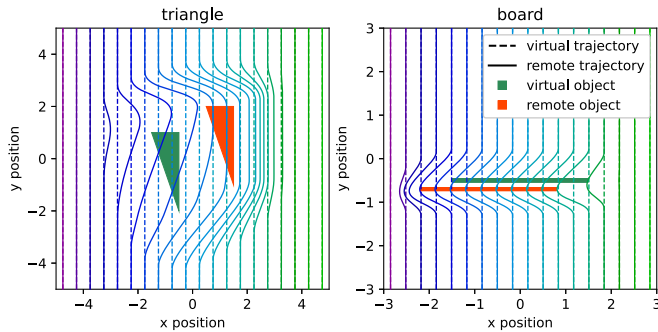 triangle
y position
4
2
0
−2
−4
−4
−2
0
2
4
x position
board
y position
3
2
1
0
−1
−2
−3
−3
−2
−1
0
1
2
3
x position
virtual trajectory
remote trajectory
virtual object
remote object